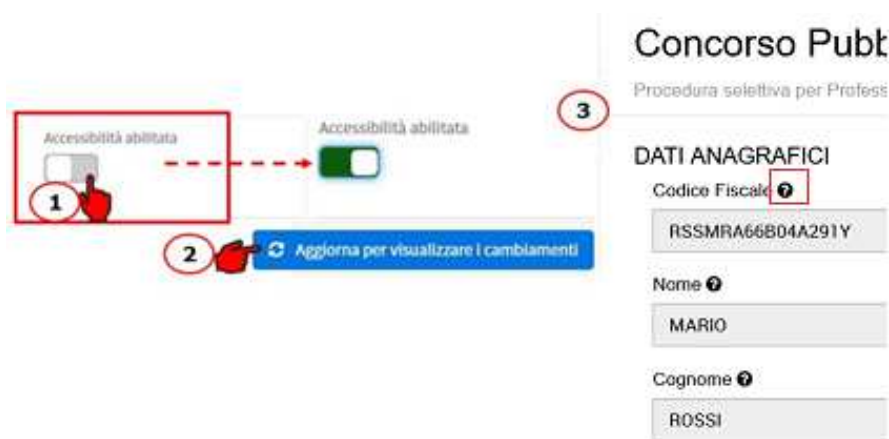 Accessibilità abilitata
1
Accessibilità abilitata
2
Aggiorna per visualizzare i cambiamenti
3
Concorso Pubb
Procedura selettiva per Profess
DATI ANAGRAFICI
Codice Fiscale ?
RSSMRA66B04A291Y
Nome ?
MARIO
Cognome ?
ROSSI